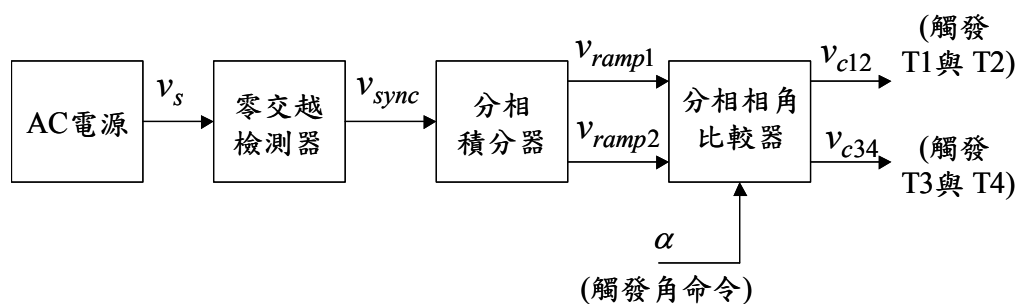 AC電源
v_s
零交越
檢測器
v_sync
分相
積分器
v_ramp1
v_ramp2
分相相角
比較器
v_c12
(觸發
T1與 T2)
v_c34
(觸發
T3與 T4)
α
(觸發角命令)